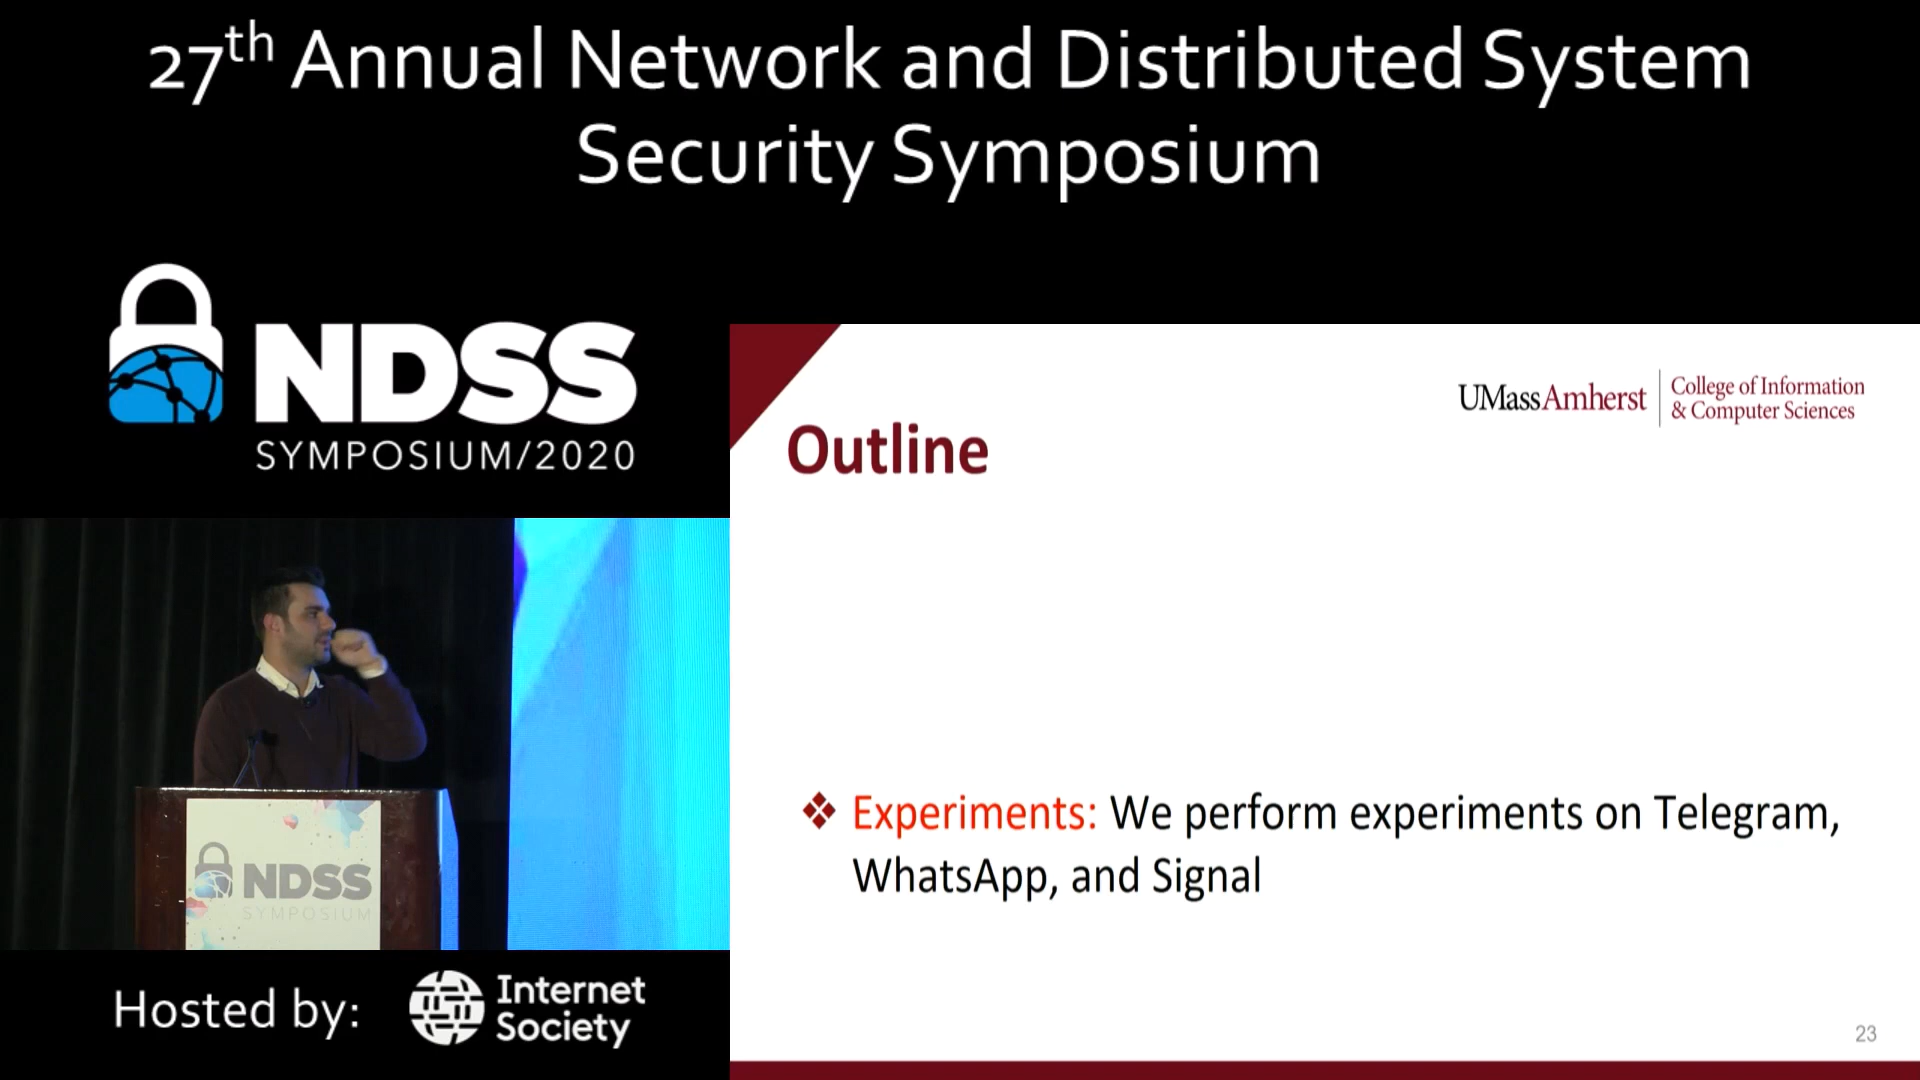 27th Annual Network and Distributed System
Security Symposium
NDSS
SYMPOSIUM/2020
UMassAmherst
College of Information
& Computer Sciences
Outline
❖ Experiments: We perform experiments on Telegram,
WhatsApp, and Signal
NDSS
SYMPOSIUM
Hosted by:
Internet
Society
23